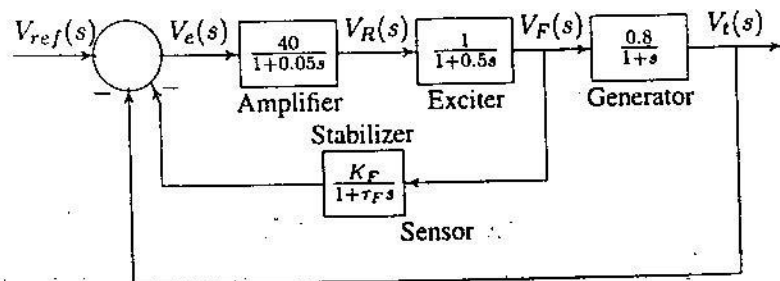 V_ref(s) V_e(s) V_R(s) V_F(s) V_t(s)
40 1 0.8
1+0.05s 1+0.5s 1+s
− −
Amplifier Exciter Generator
Stabilizer
K_F
1+τ_F s
Sensor